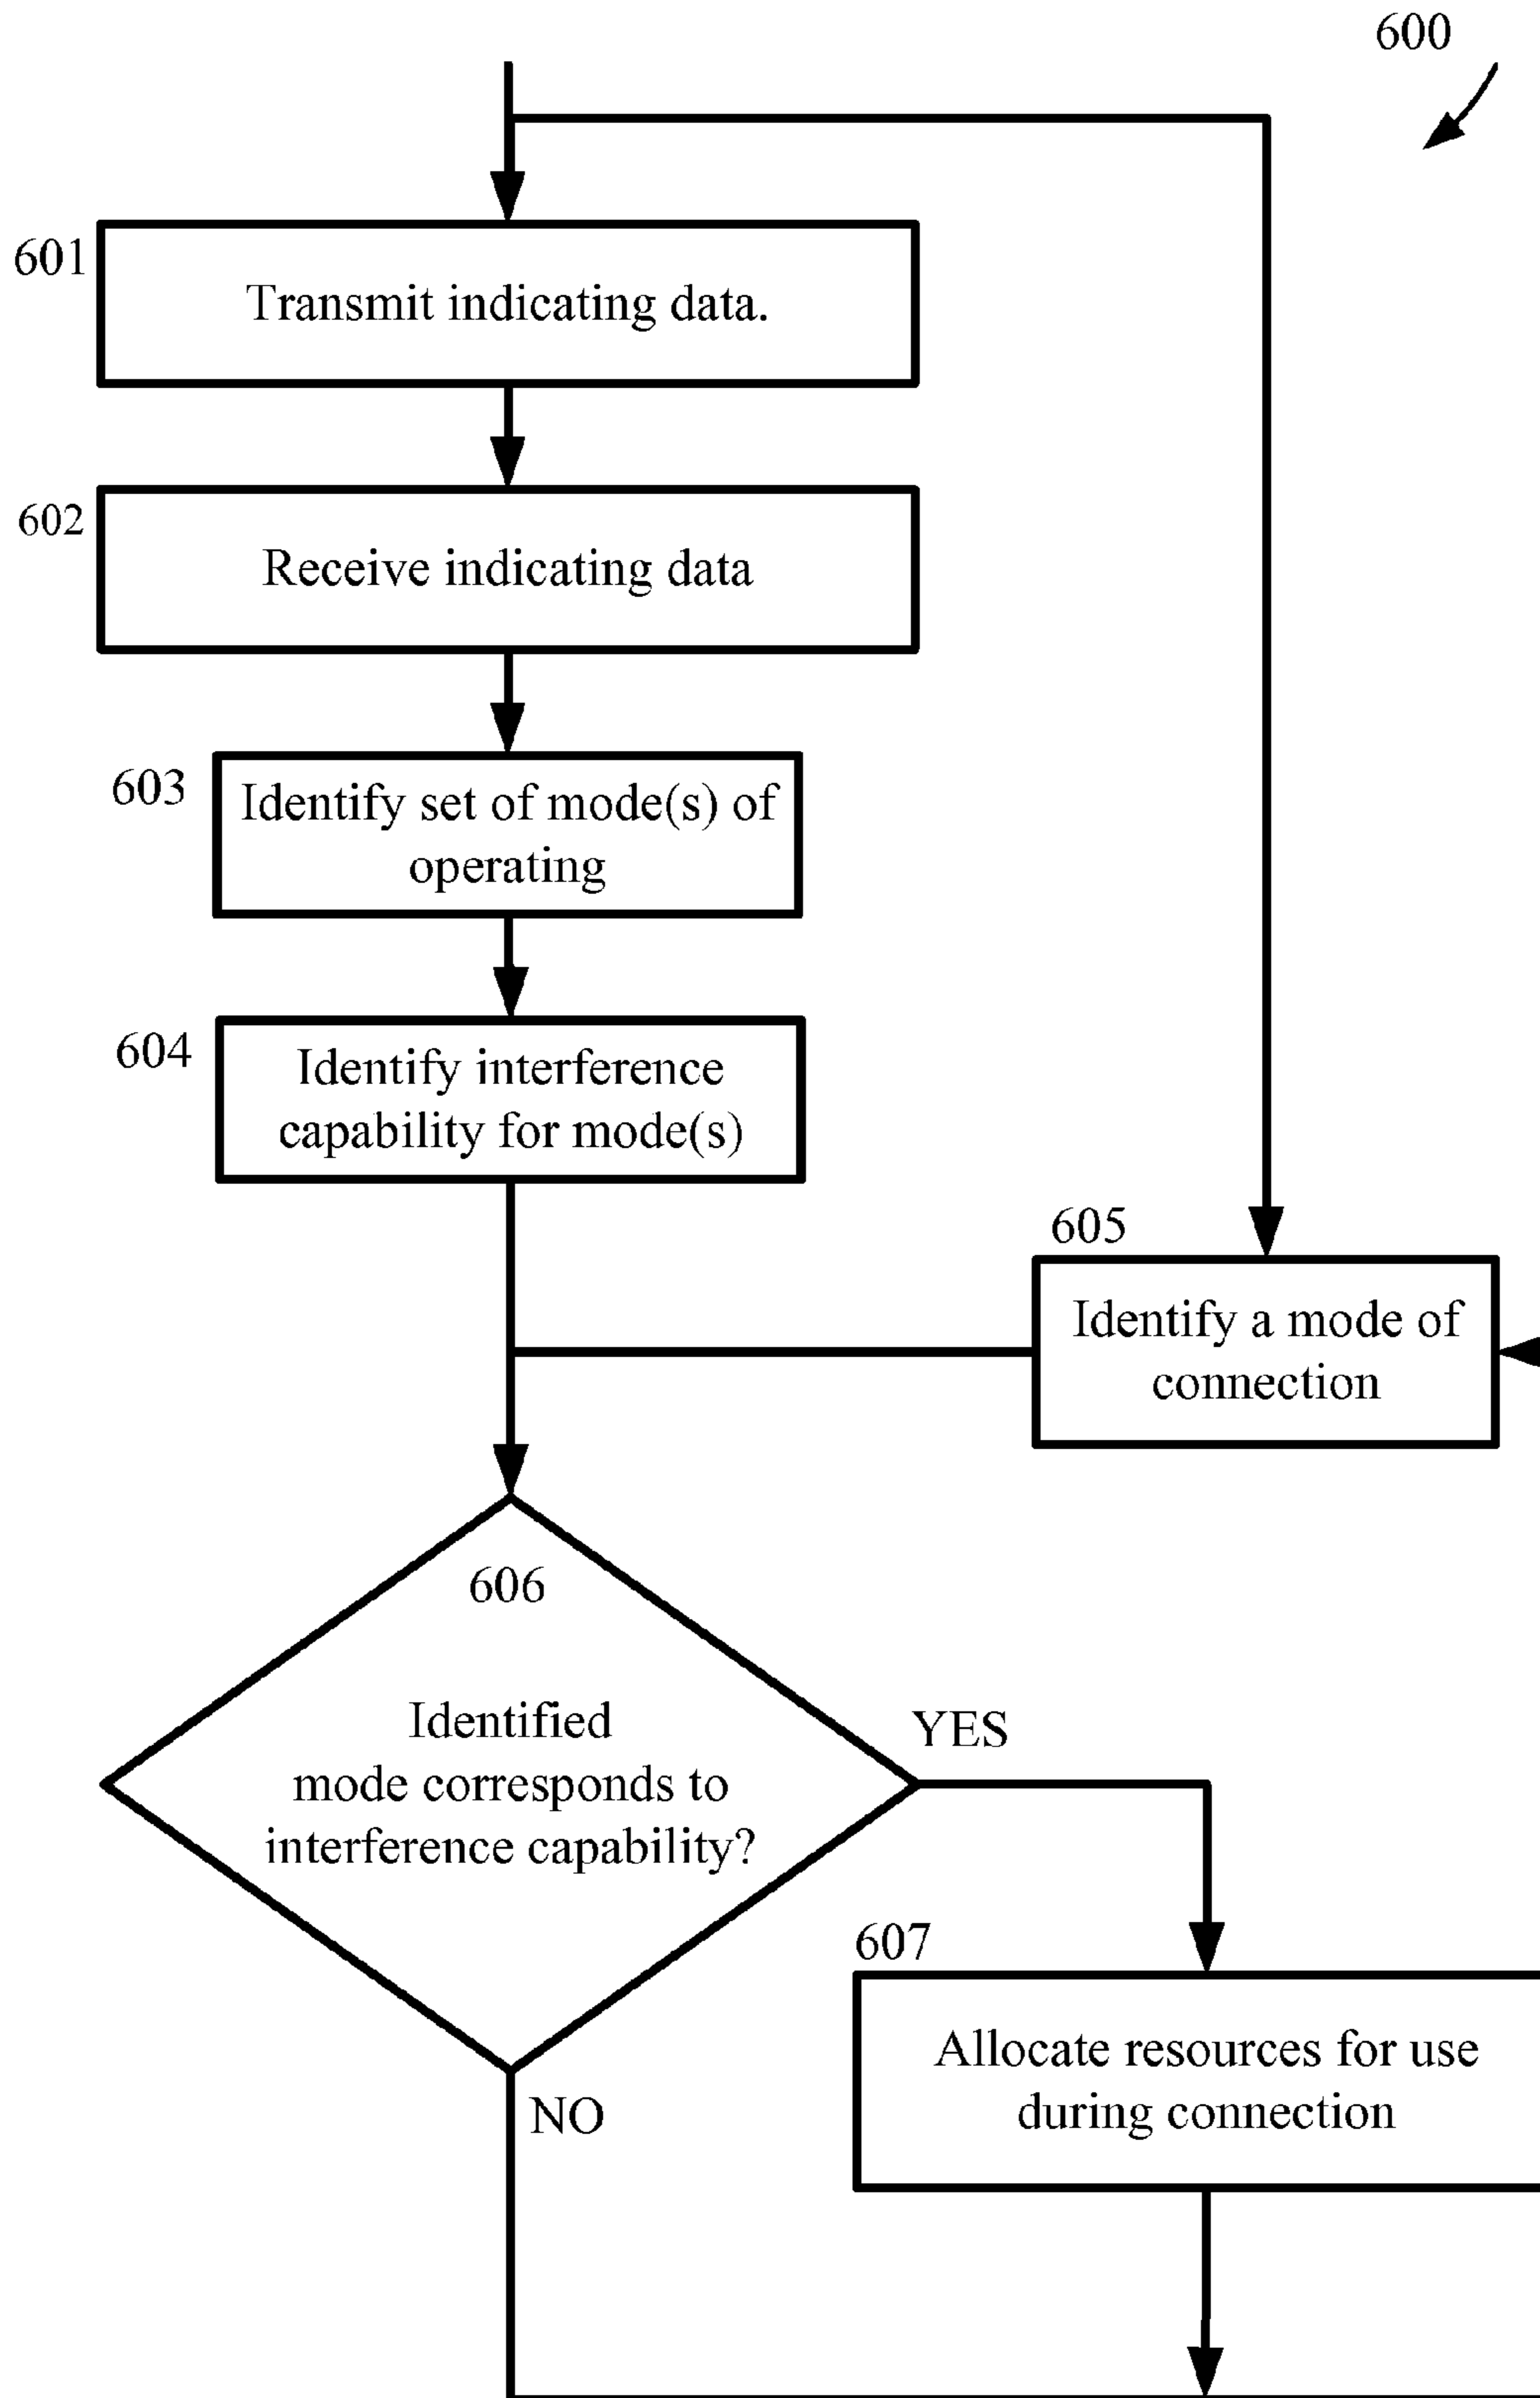 600
601
Transmit indicating data.
602
Receive indicating data
603
Identify set of mode(s) of
operating
604
Identify interference
capability for mode(s)
605
Identify a mode of
connection
606
Identified
mode corresponds to
interference capability?
YES
607
Allocate resources for use
during connection
NO